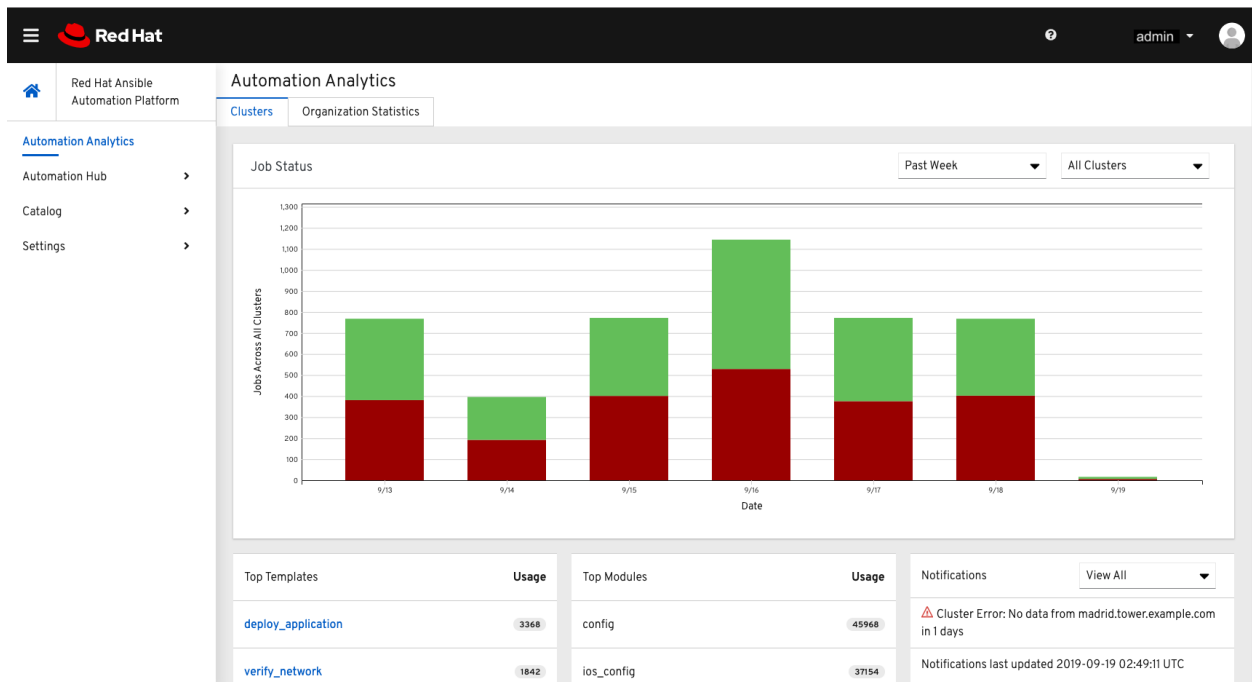 Red Hat
admin
Red Hat Ansible
Automation Platform
Automation Analytics
Automation Hub
Catalog
Settings
Automation Analytics
Clusters
Organization Statistics
Job Status
Past Week
All Clusters
Jobs Across All Clusters
1,300
1,200
1,100
1,000
900
800
700
600
500
400
300
200
100
0
9/13
9/14
9/15
9/16
9/17
9/18
9/19
Date
Top Templates
Usage
deploy_application
3368
verify_network
1842
Top Modules
Usage
config
45968
ios_config
37154
Notifications
View All
Cluster Error: No data from madrid.tower.example.com
in 1 days
Notifications last updated 2019-09-19 02:49:11 UTC